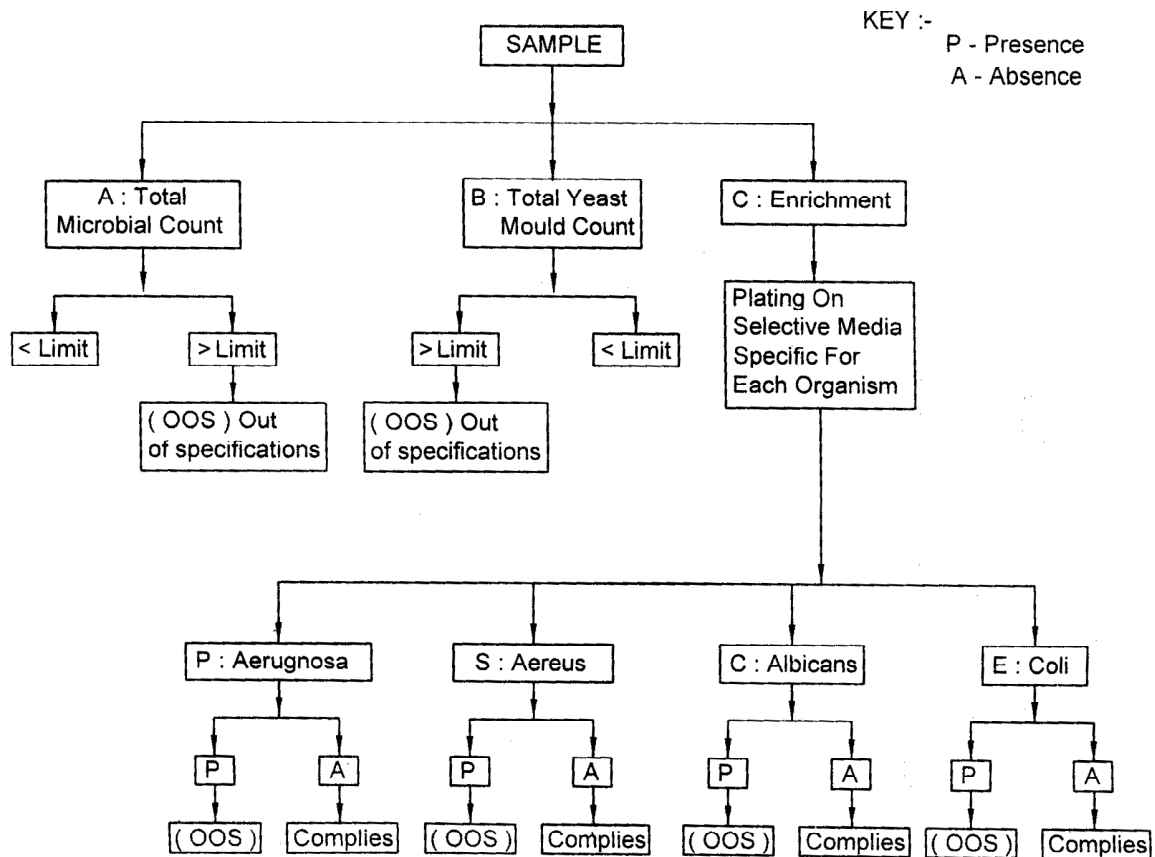 KEY :-
P - Presence
A - Absence
SAMPLE
A : Total
Microbial Count
B : Total Yeast
Mould Count
C : Enrichment
< Limit
> Limit
> Limit
< Limit
( OOS ) Out
of specifications
( OOS ) Out
of specifications
Plating On
Selective Media
Specific For
Each Organism
P : Aerugnosa
S : Aereus
C : Albicans
E : Coli
P
A
P
A
P
A
P
A
( OOS )
Complies
( OOS )
Complies
( OOS )
Complies
( OOS )
Complies